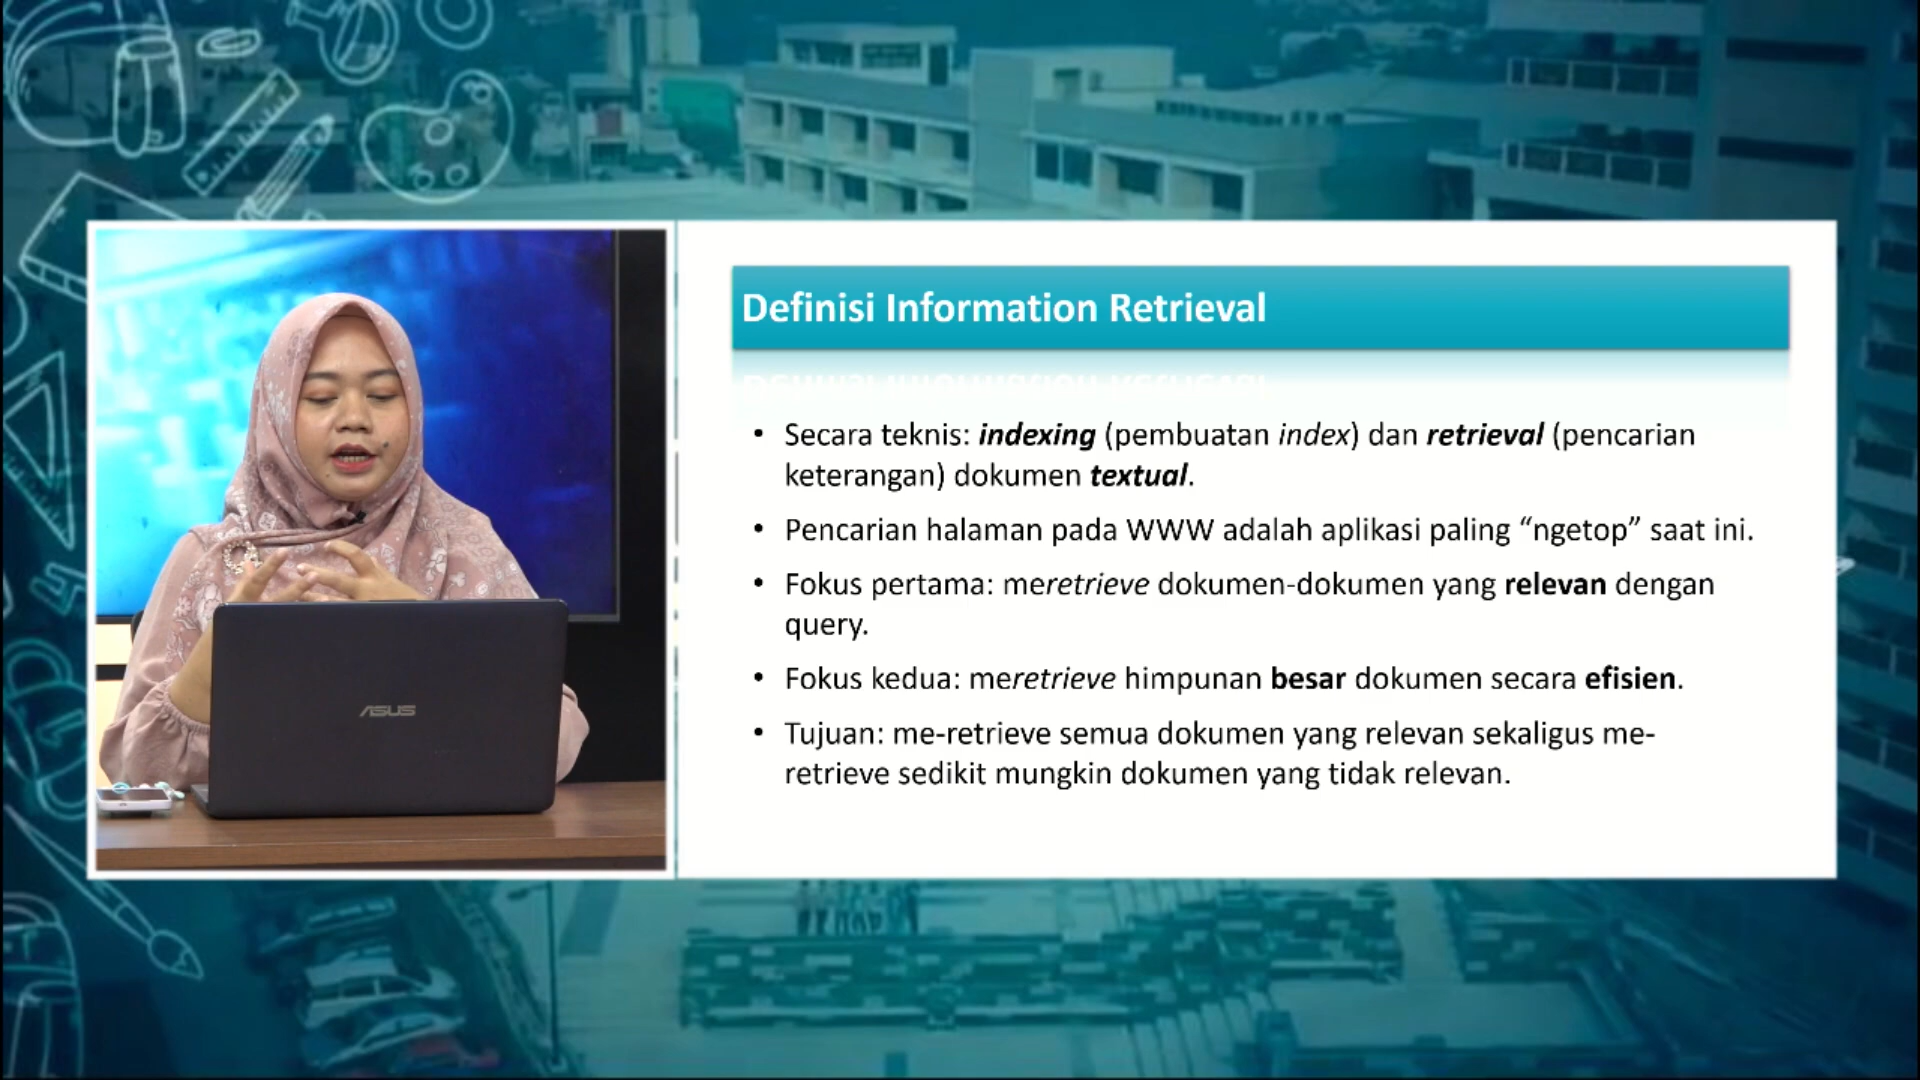 Definisi Information Retrieval
• Secara teknis: indexing (pembuatan index) dan retrieval (pencarian
keterangan) dokumen textual.
• Pencarian halaman pada WWW adalah aplikasi paling “ngetop” saat ini.
• Fokus pertama: meretrieve dokumen-dokumen yang relevan dengan
query.
• Fokus kedua: meretrieve himpunan besar dokumen secara efisien.
• Tujuan: me-retrieve semua dokumen yang relevan sekaligus me-
retrieve sedikit mungkin dokumen yang tidak relevan.
ASUS